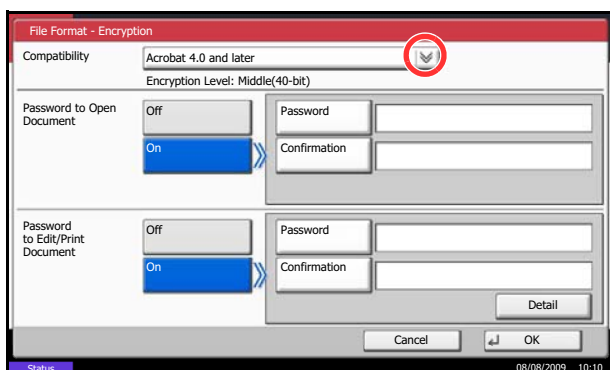 File Format - Encryption
Compatibility
Acrobat 4.0 and later
Encryption Level: Middle(40-bit)
Password to Open
Document
Off
Password
On
Confirmation
Password
to Edit/Print
Document
Off
Password
On
Confirmation
Detail
Cancel
OK
Status
08/08/2009 10:10